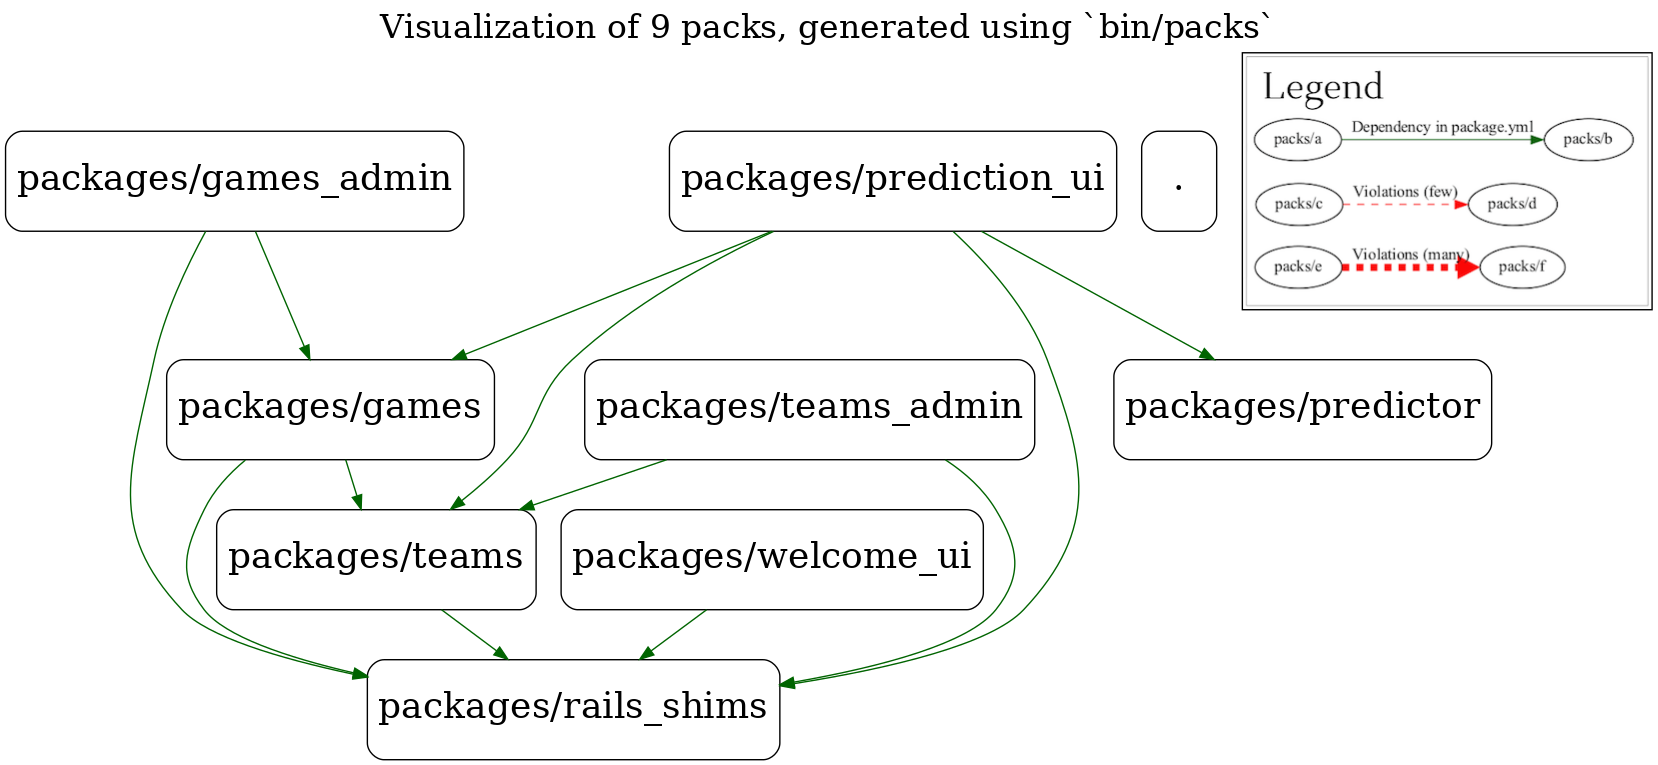 Visualization of 9 packs, generated using `bin/packs`
Legend
packs/a
Dependency in package.yml
packs/b
packs/c
Violations (few)
packs/d
packs/e
Violations (many)
packs/f
packages/games_admin
packages/prediction_ui
.
packages/games
packages/teams_admin
packages/predictor
packages/teams
packages/welcome_ui
packages/rails_shims